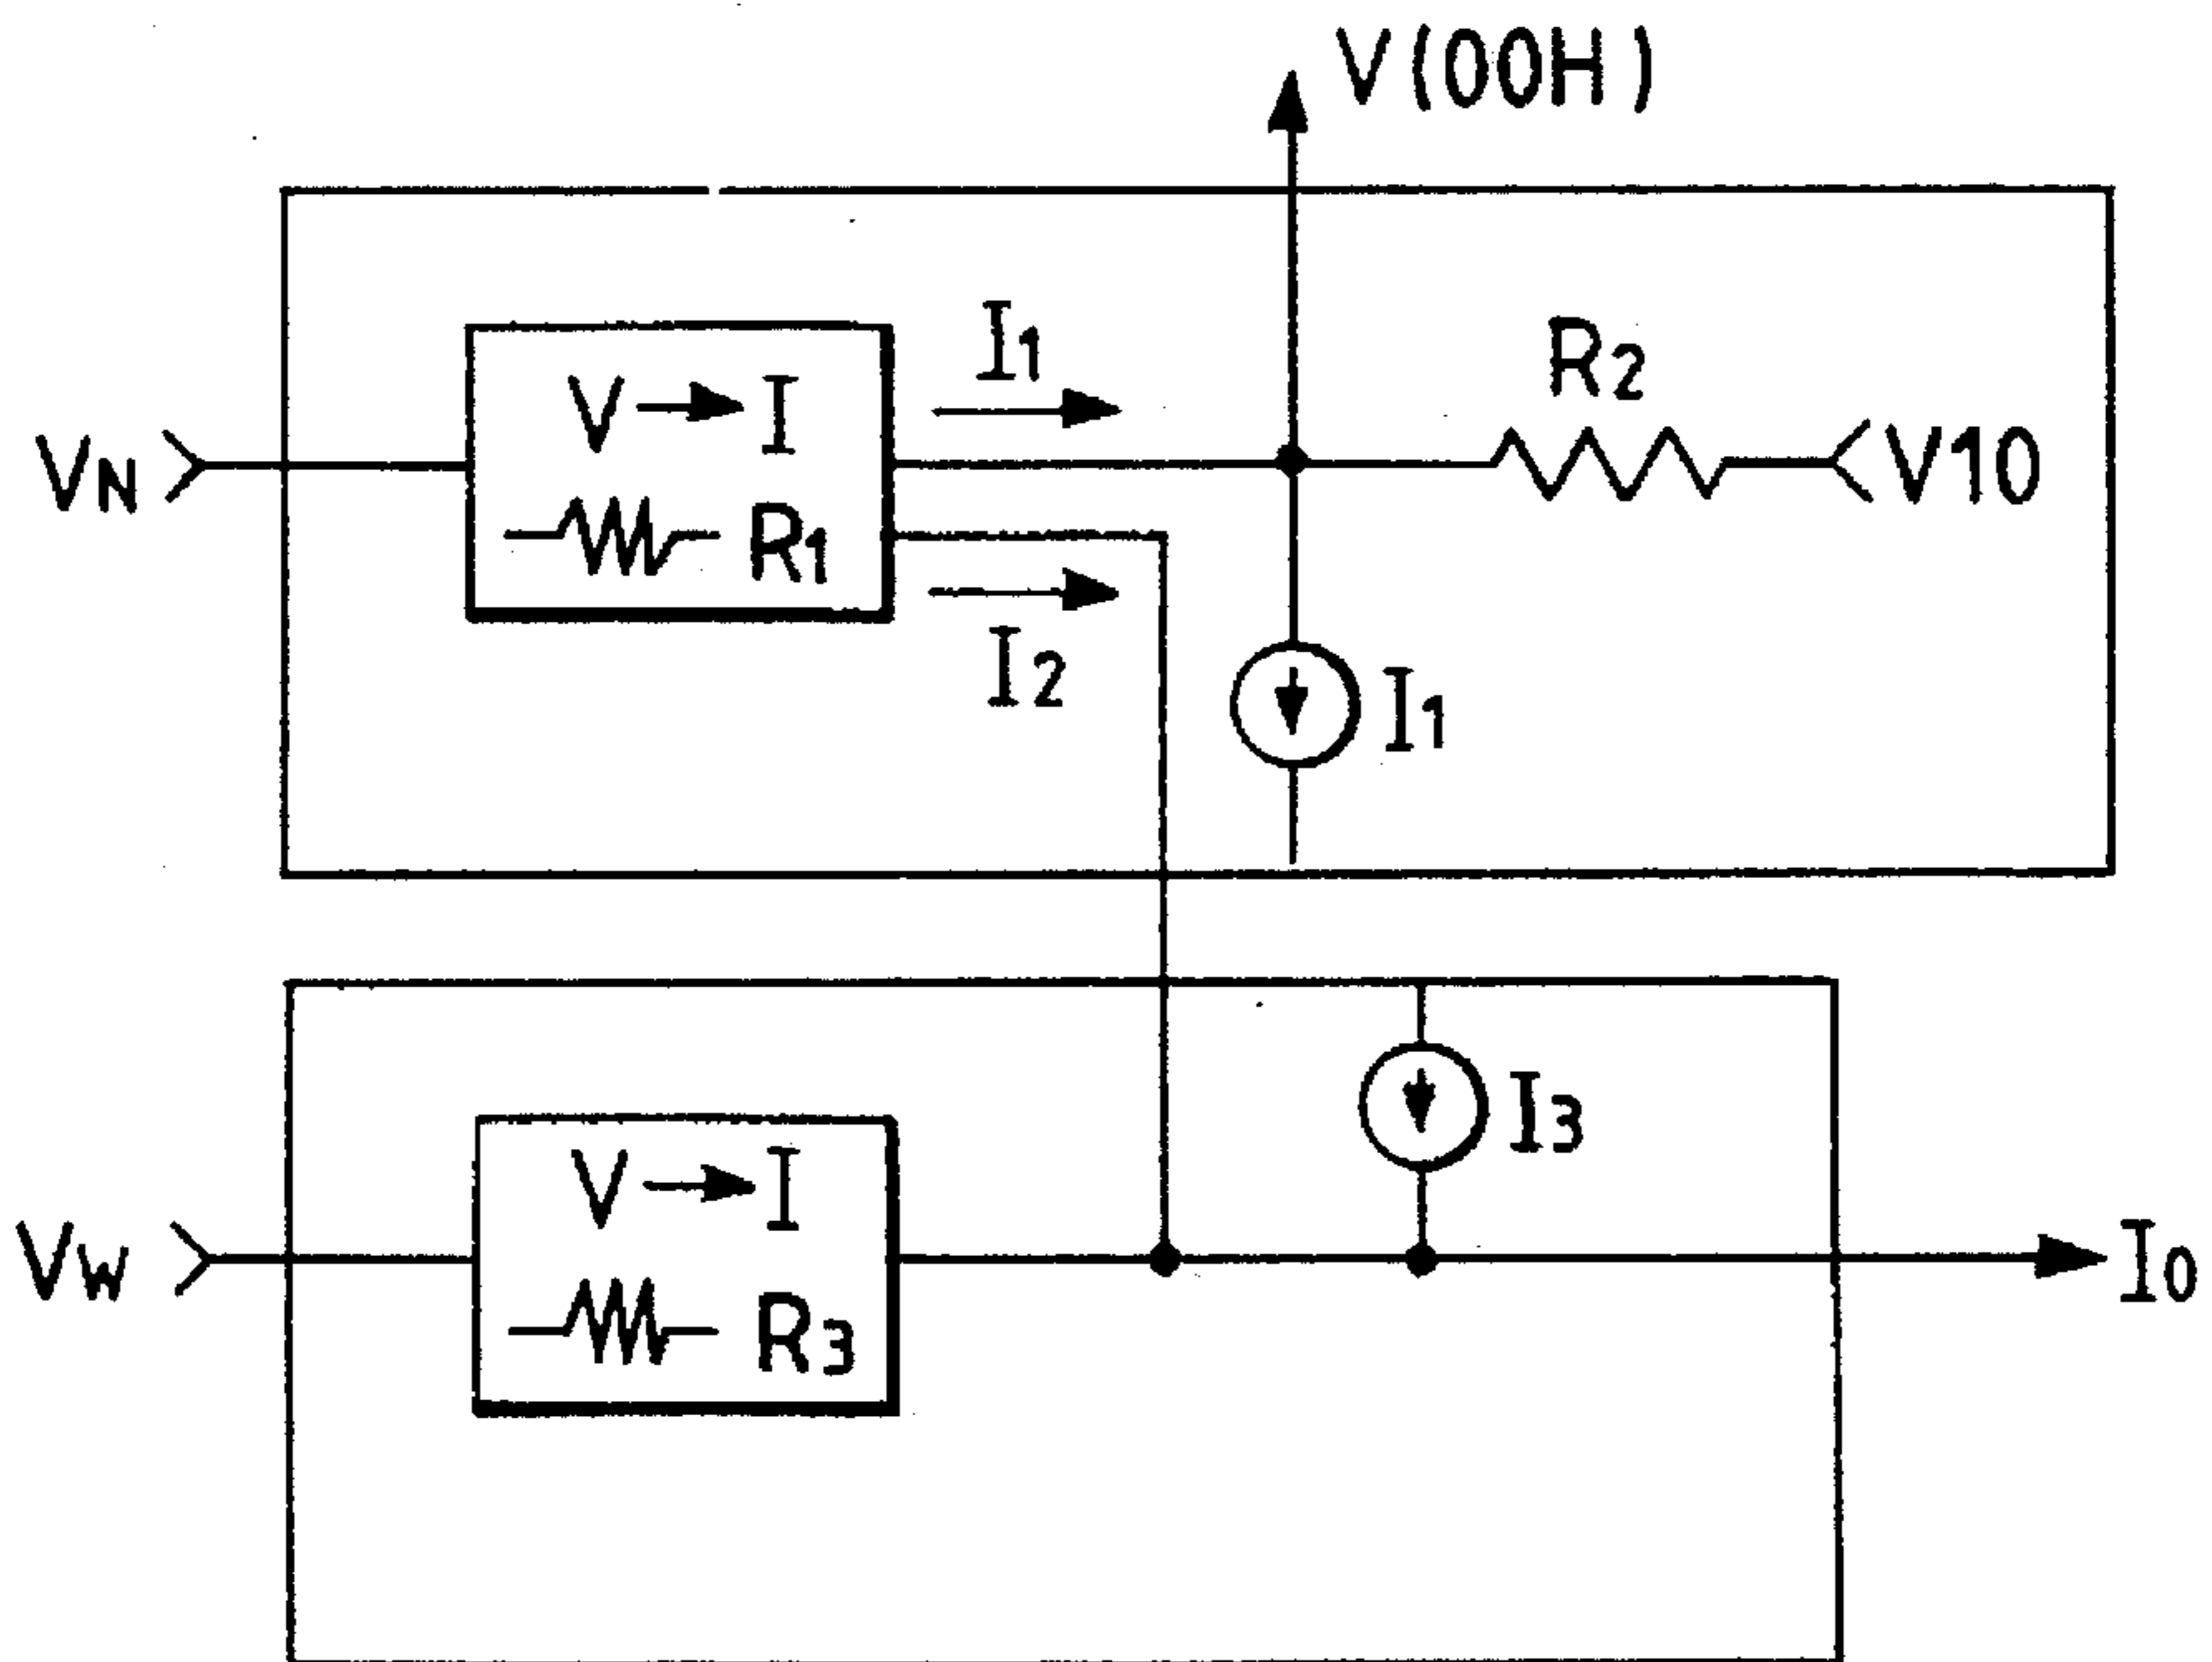 V(00H)
I1
R2
V → I
VN
V10
R1
I2
I1
I3
V → I
VW
I0
R3